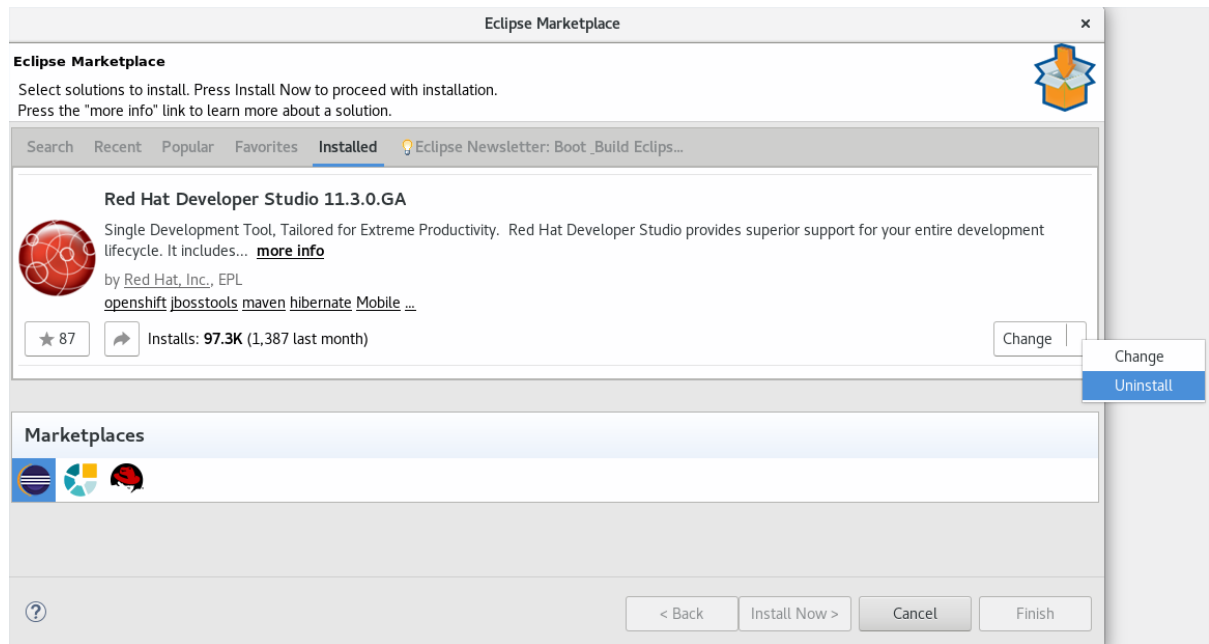 Eclipse Marketplace ×
Eclipse Marketplace
Select solutions to install. Press Install Now to proceed with installation.
Press the "more info" link to learn more about a solution.
Search Recent Popular Favorites Installed Eclipse Newsletter: Boot _Build Eclips...
Red Hat Developer Studio 11.3.0.GA
Single Development Tool, Tailored for Extreme Productivity. Red Hat Developer Studio provides superior support for your entire development
lifecycle. It includes... more info
by Red Hat, Inc., EPL
openshift jbosstools maven hibernate Mobile ...
87 Installs: 97.3K (1,387 last month) Change
Change
Uninstall
Marketplaces
? < Back Install Now > Cancel Finish